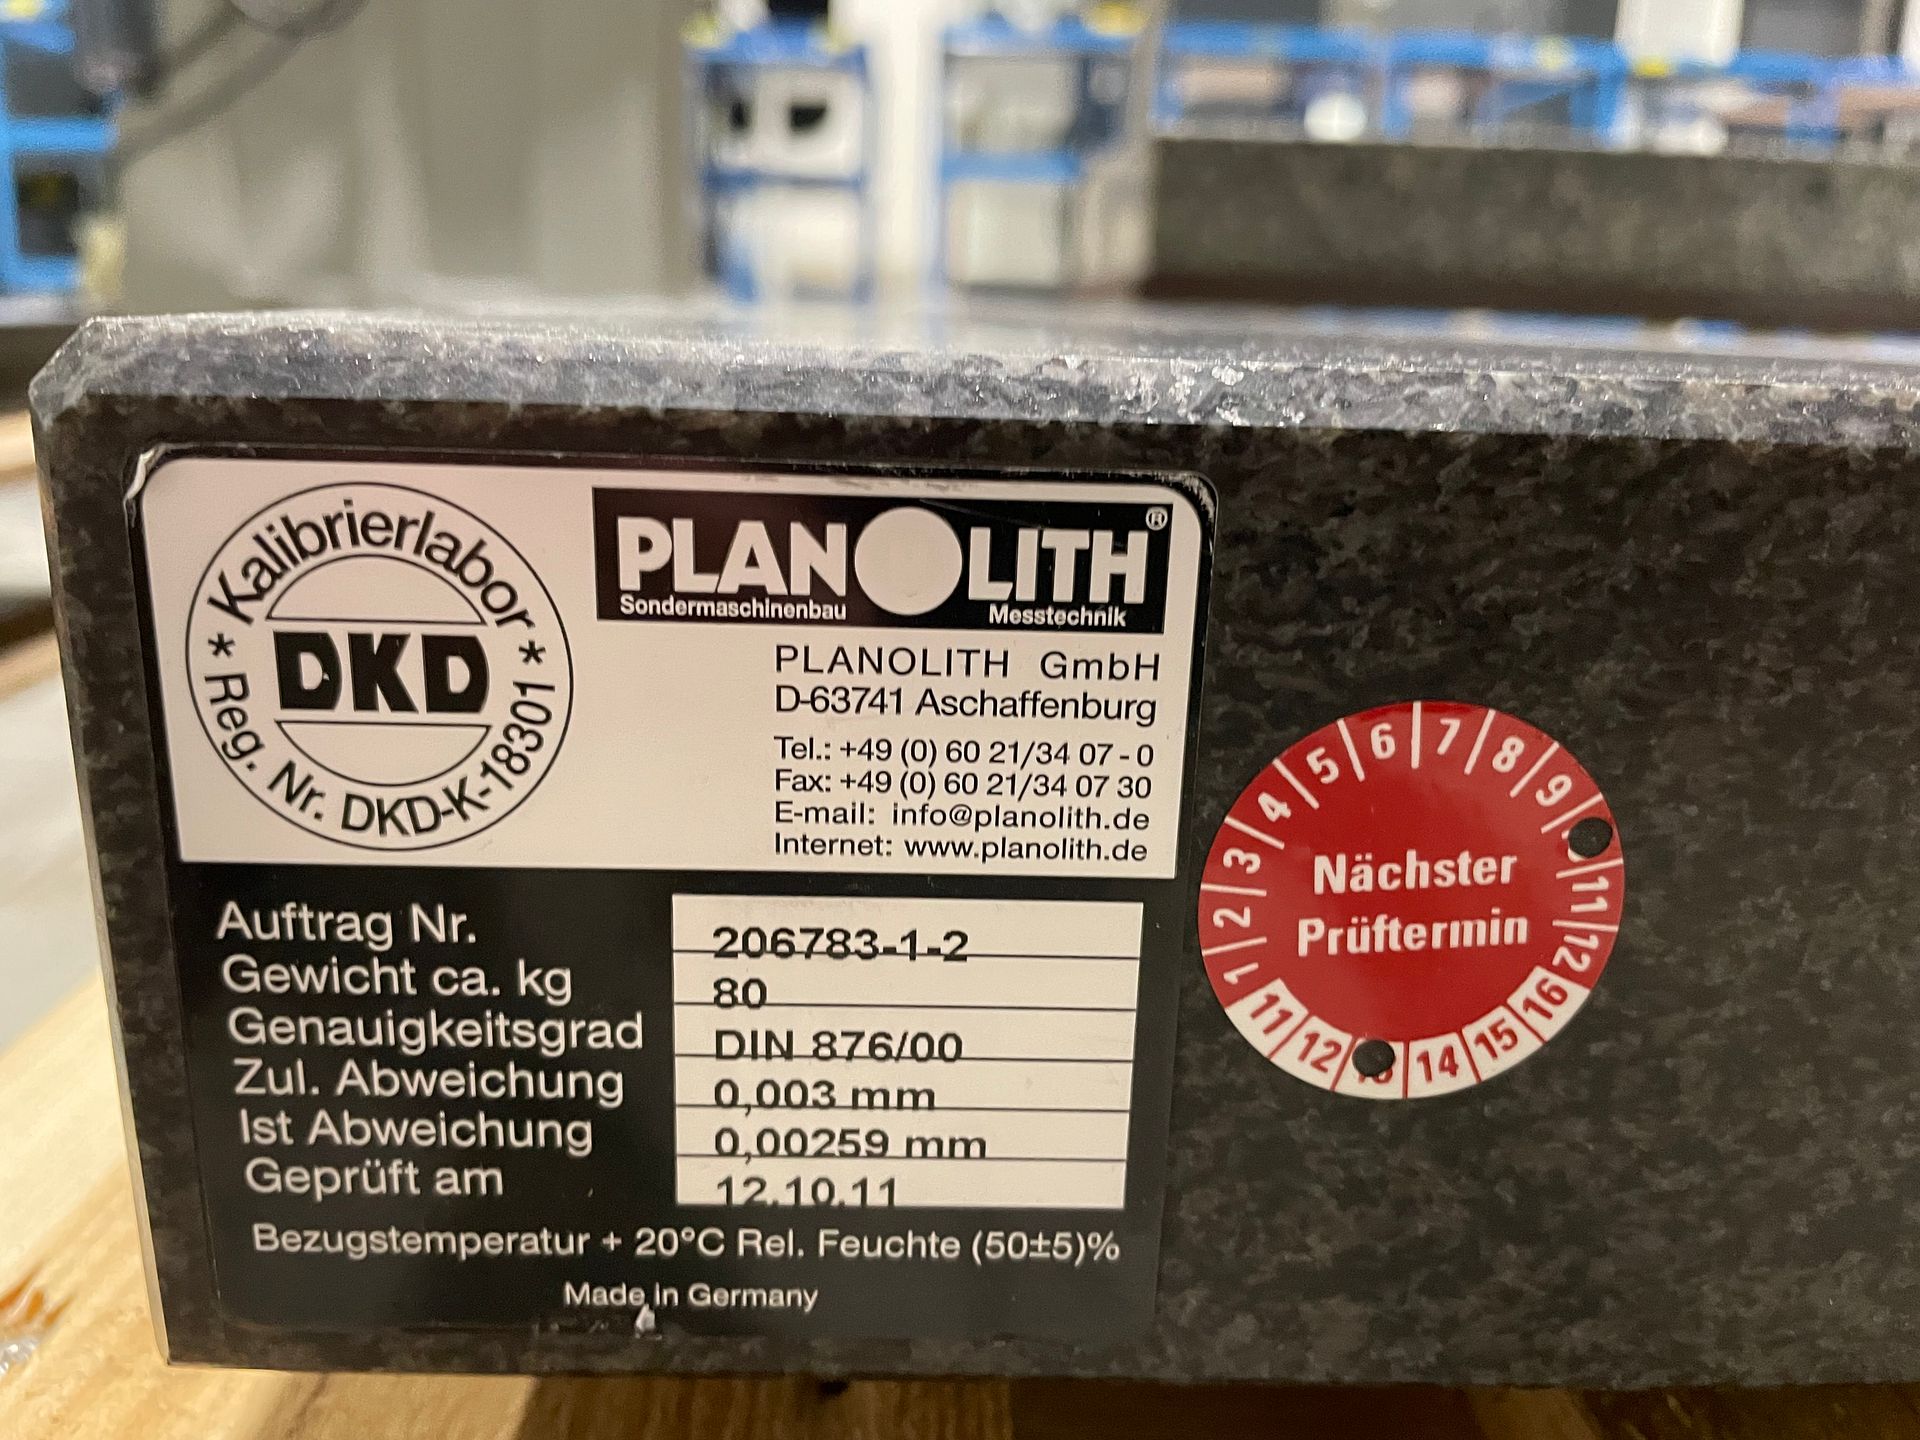 Kalibrierlabor
* DKD *
Reg. Nr. DKD-K-18301
PLANOLITH®
Sondermaschinenbau Messtechnik
PLANOLITH GmbH
D-63741 Aschaffenburg
Tel.: +49 (0) 60 21/34 07 - 0
Fax: +49 (0) 60 21/34 07 30
E-mail: info@planolith.de
Internet: www.planolith.de
Auftrag Nr. 206783-1-2
Gewicht ca. kg 80
Genauigkeitsgrad DIN 876/00
Zul. Abweichung 0,003 mm
Ist Abweichung 0,00259 mm
Geprüft am 12.10.11
Bezugstemperatur + 20°C Rel. Feuchte (50±5)%
Made in Germany
1 2 3 4 5 6 7 8 9 11 12
Nächster
Prüftermin
11 12 14 15 16